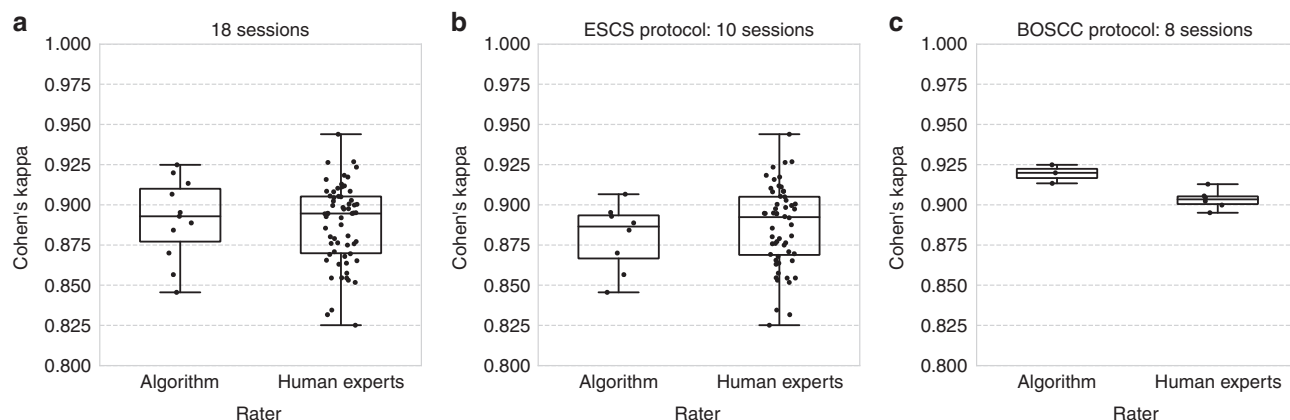 a
18 sessions
1.000
0.975
0.950
0.925
0.900
0.875
0.850
0.825
0.800
Cohen's kappa
Algorithm
Human experts
Rater
b
ESCS protocol: 10 sessions
1.000
0.975
0.950
0.925
0.900
0.875
0.850
0.825
0.800
Cohen's kappa
Algorithm
Human experts
Rater
c
BOSCC protocol: 8 sessions
1.000
0.975
0.950
0.925
0.900
0.875
0.850
0.825
0.800
Cohen's kappa
Algorithm
Human experts
Rater